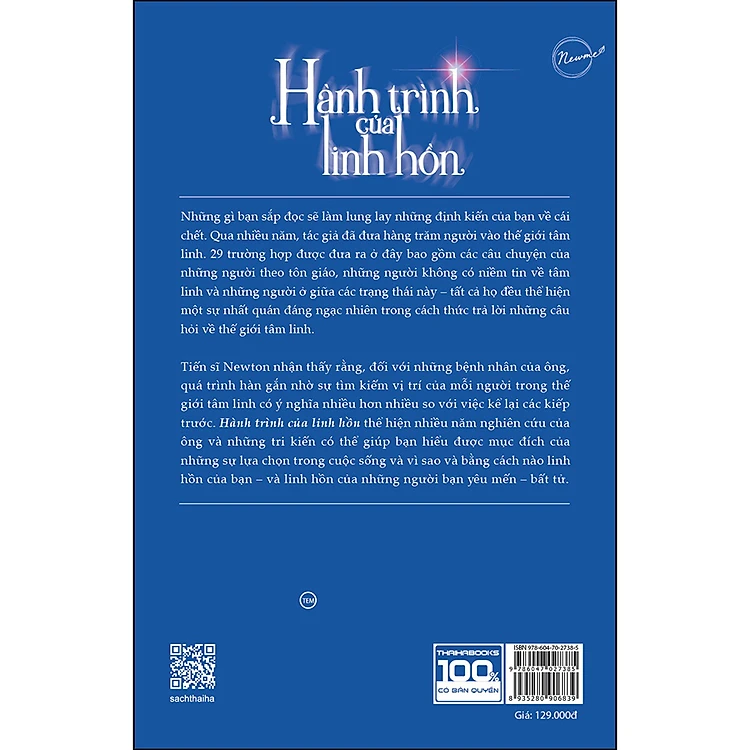 Newme
Hành trình
của
linh hồn
Những gì bạn sắp đọc sẽ làm lung lay những định kiến của bạn về cái
chết. Qua nhiều năm, tác giả đã đưa hàng trăm người vào thế giới tâm
linh. 29 trường hợp được đưa ra ở đây bao gồm các câu chuyện của
những người theo tôn giáo, những người không có niềm tin về tâm
linh và những người ở giữa các trạng thái này – tất cả họ đều thể hiện
một sự nhất quán đáng ngạc nhiên trong cách thức trả lời những câu
hỏi về thế giới tâm linh.
Tiến sĩ Newton nhận thấy rằng, đối với những bệnh nhân của ông,
quá trình hàn gắn nhờ sự tìm kiếm vị trí của mỗi người trong thế
giới tâm linh có ý nghĩa nhiều hơn nhiều so với việc kể lại các kiếp
trước. Hành trình của linh hồn thể hiện nhiều năm nghiên cứu của
ông và những tri kiến có thể giúp bạn hiểu được mục đích của
những sự lựa chọn trong cuộc sống và vì sao và bằng cách nào linh
hồn của bạn – và linh hồn của những người bạn yêu mến – bất tử.
TEM
sachthaiha
THAIHABOOKS
100%
CÓ BẢN QUYỀN
ISBN 978-604-70-2738-5
9 786047 027385
8 935280 906839
Giá: 129.000đ